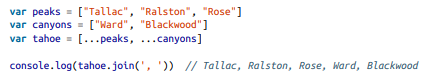 var peaks = ["Tallac", "Ralston", "Rose"]
var canyons = ["Ward", "Blackwood"]
var tahoe = [...peaks, ...canyons]
console.log(tahoe.join(', '))  // Tallac, Ralston, Rose, Ward, Blackwood